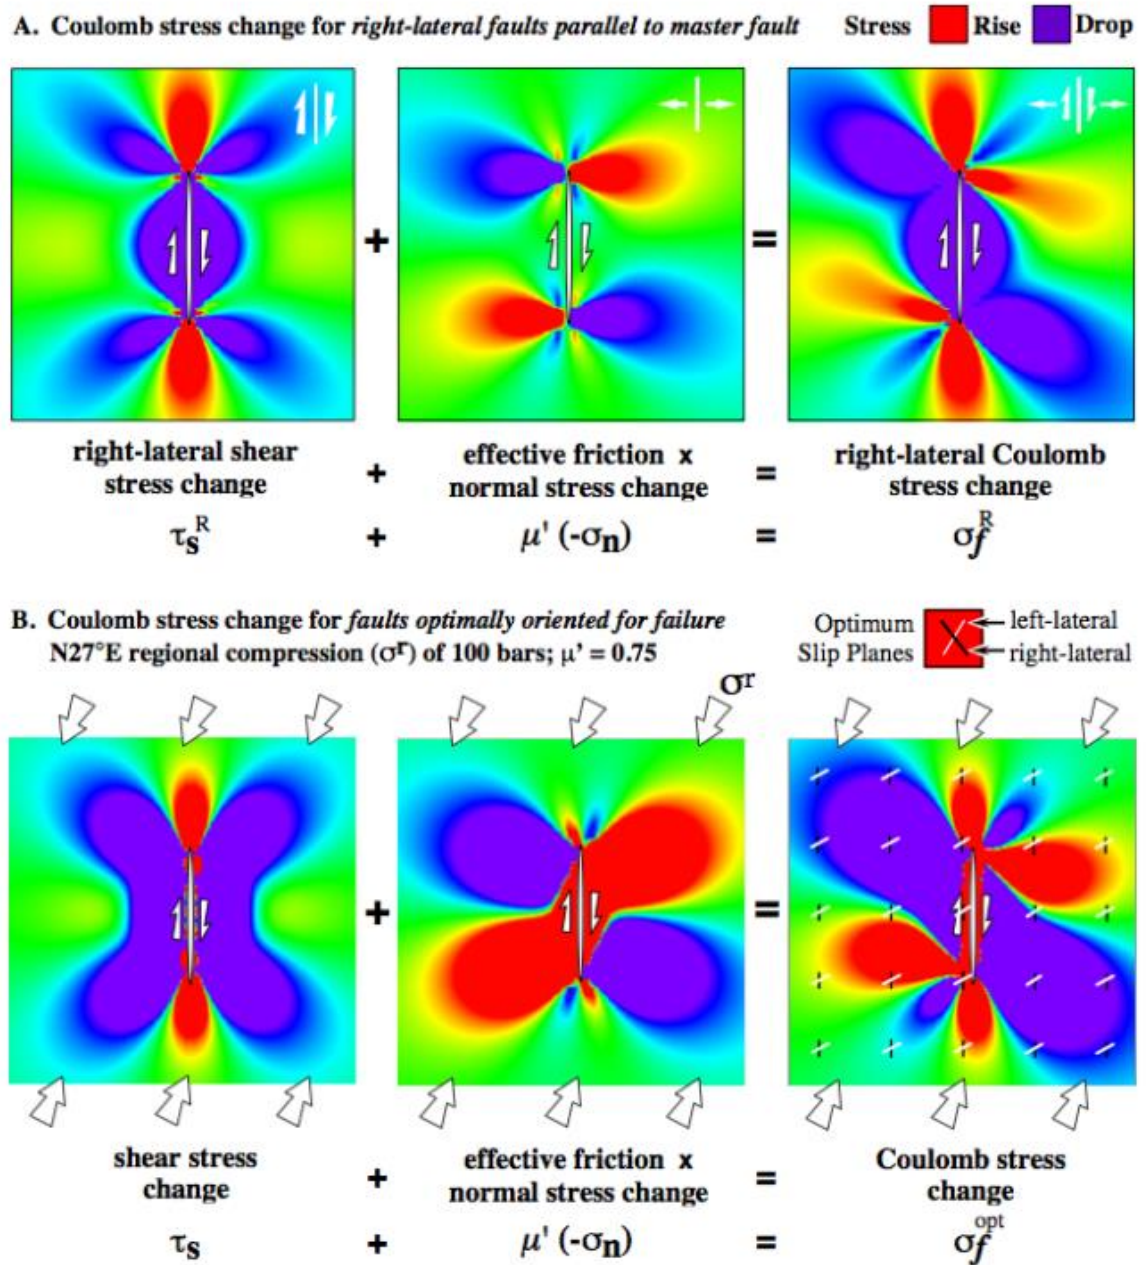 A. Coulomb stress change for right-lateral faults parallel to master fault Stress Rise Drop
+ =
right-lateral shear stress change + effective friction x normal stress change = right-lateral Coulomb stress change
τs^R + μ' (-σn) = σf^R
B. Coulomb stress change for faults optimally oriented for failure
N27°E regional compression (σ^r) of 100 bars; μ' = 0.75
Optimum Slip Planes
left-lateral
right-lateral
σ^r
+ =
shear stress change + effective friction x normal stress change = Coulomb stress change
τs + μ' (-σn) = σf^opt